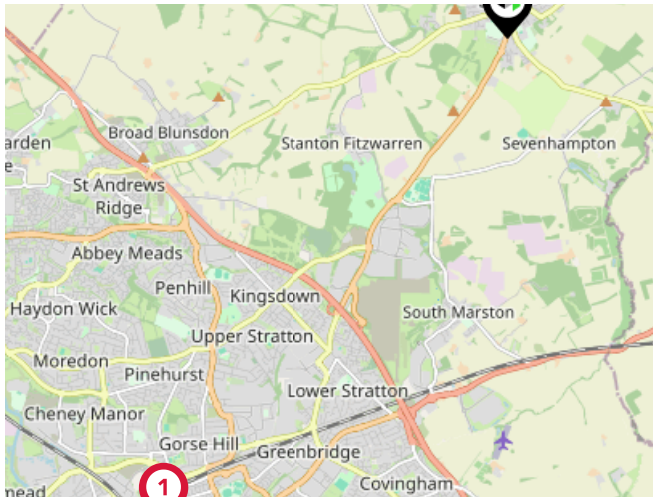 Broad Blunsdon
Stanton Fitzwarren
Sevenhampton
arden
e
St Andrews
Ridge
Abbey Meads
Penhill
Kingsdown
Haydon Wick
South Marston
Upper Stratton
Moredon
Pinehurst
Lower Stratton
Cheney Manor
Gorse Hill
Greenbridge
Covingham
mead
1